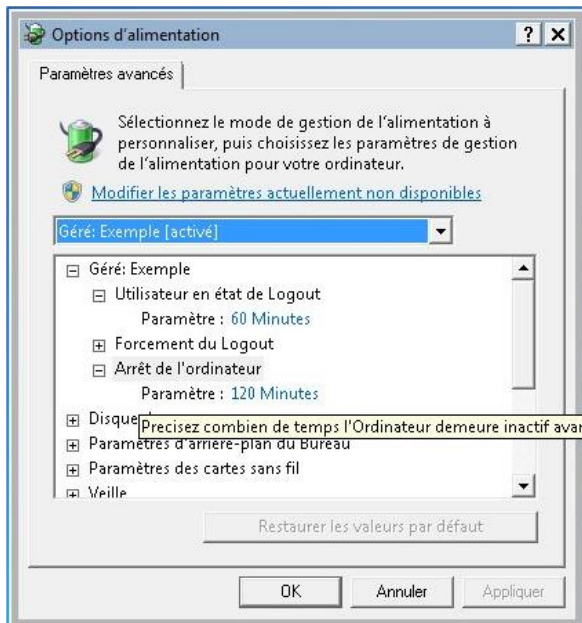 Options d'alimentation
Paramètres avancés
Sélectionnez le mode de gestion de l'alimentation à
personnaliser, puis choisissez les paramètres de gestion
de l'alimentation pour votre ordinateur.
Modifier les paramètres actuellement non disponibles
Géré: Exemple [activé]
Géré: Exemple
Utilisateur en état de Logout
Paramètre : 60 Minutes
Forcement du Logout
Arrêt de l'ordinateur
Paramètre : 120 Minutes
Precisez combien de temps l'Ordinateur demeure inactif
Paramètres d'arrière-plan du Bureau
Paramètres des cartes sans fil
Veille
Restaurer les valeurs par défaut
OK Annuler Appliquer